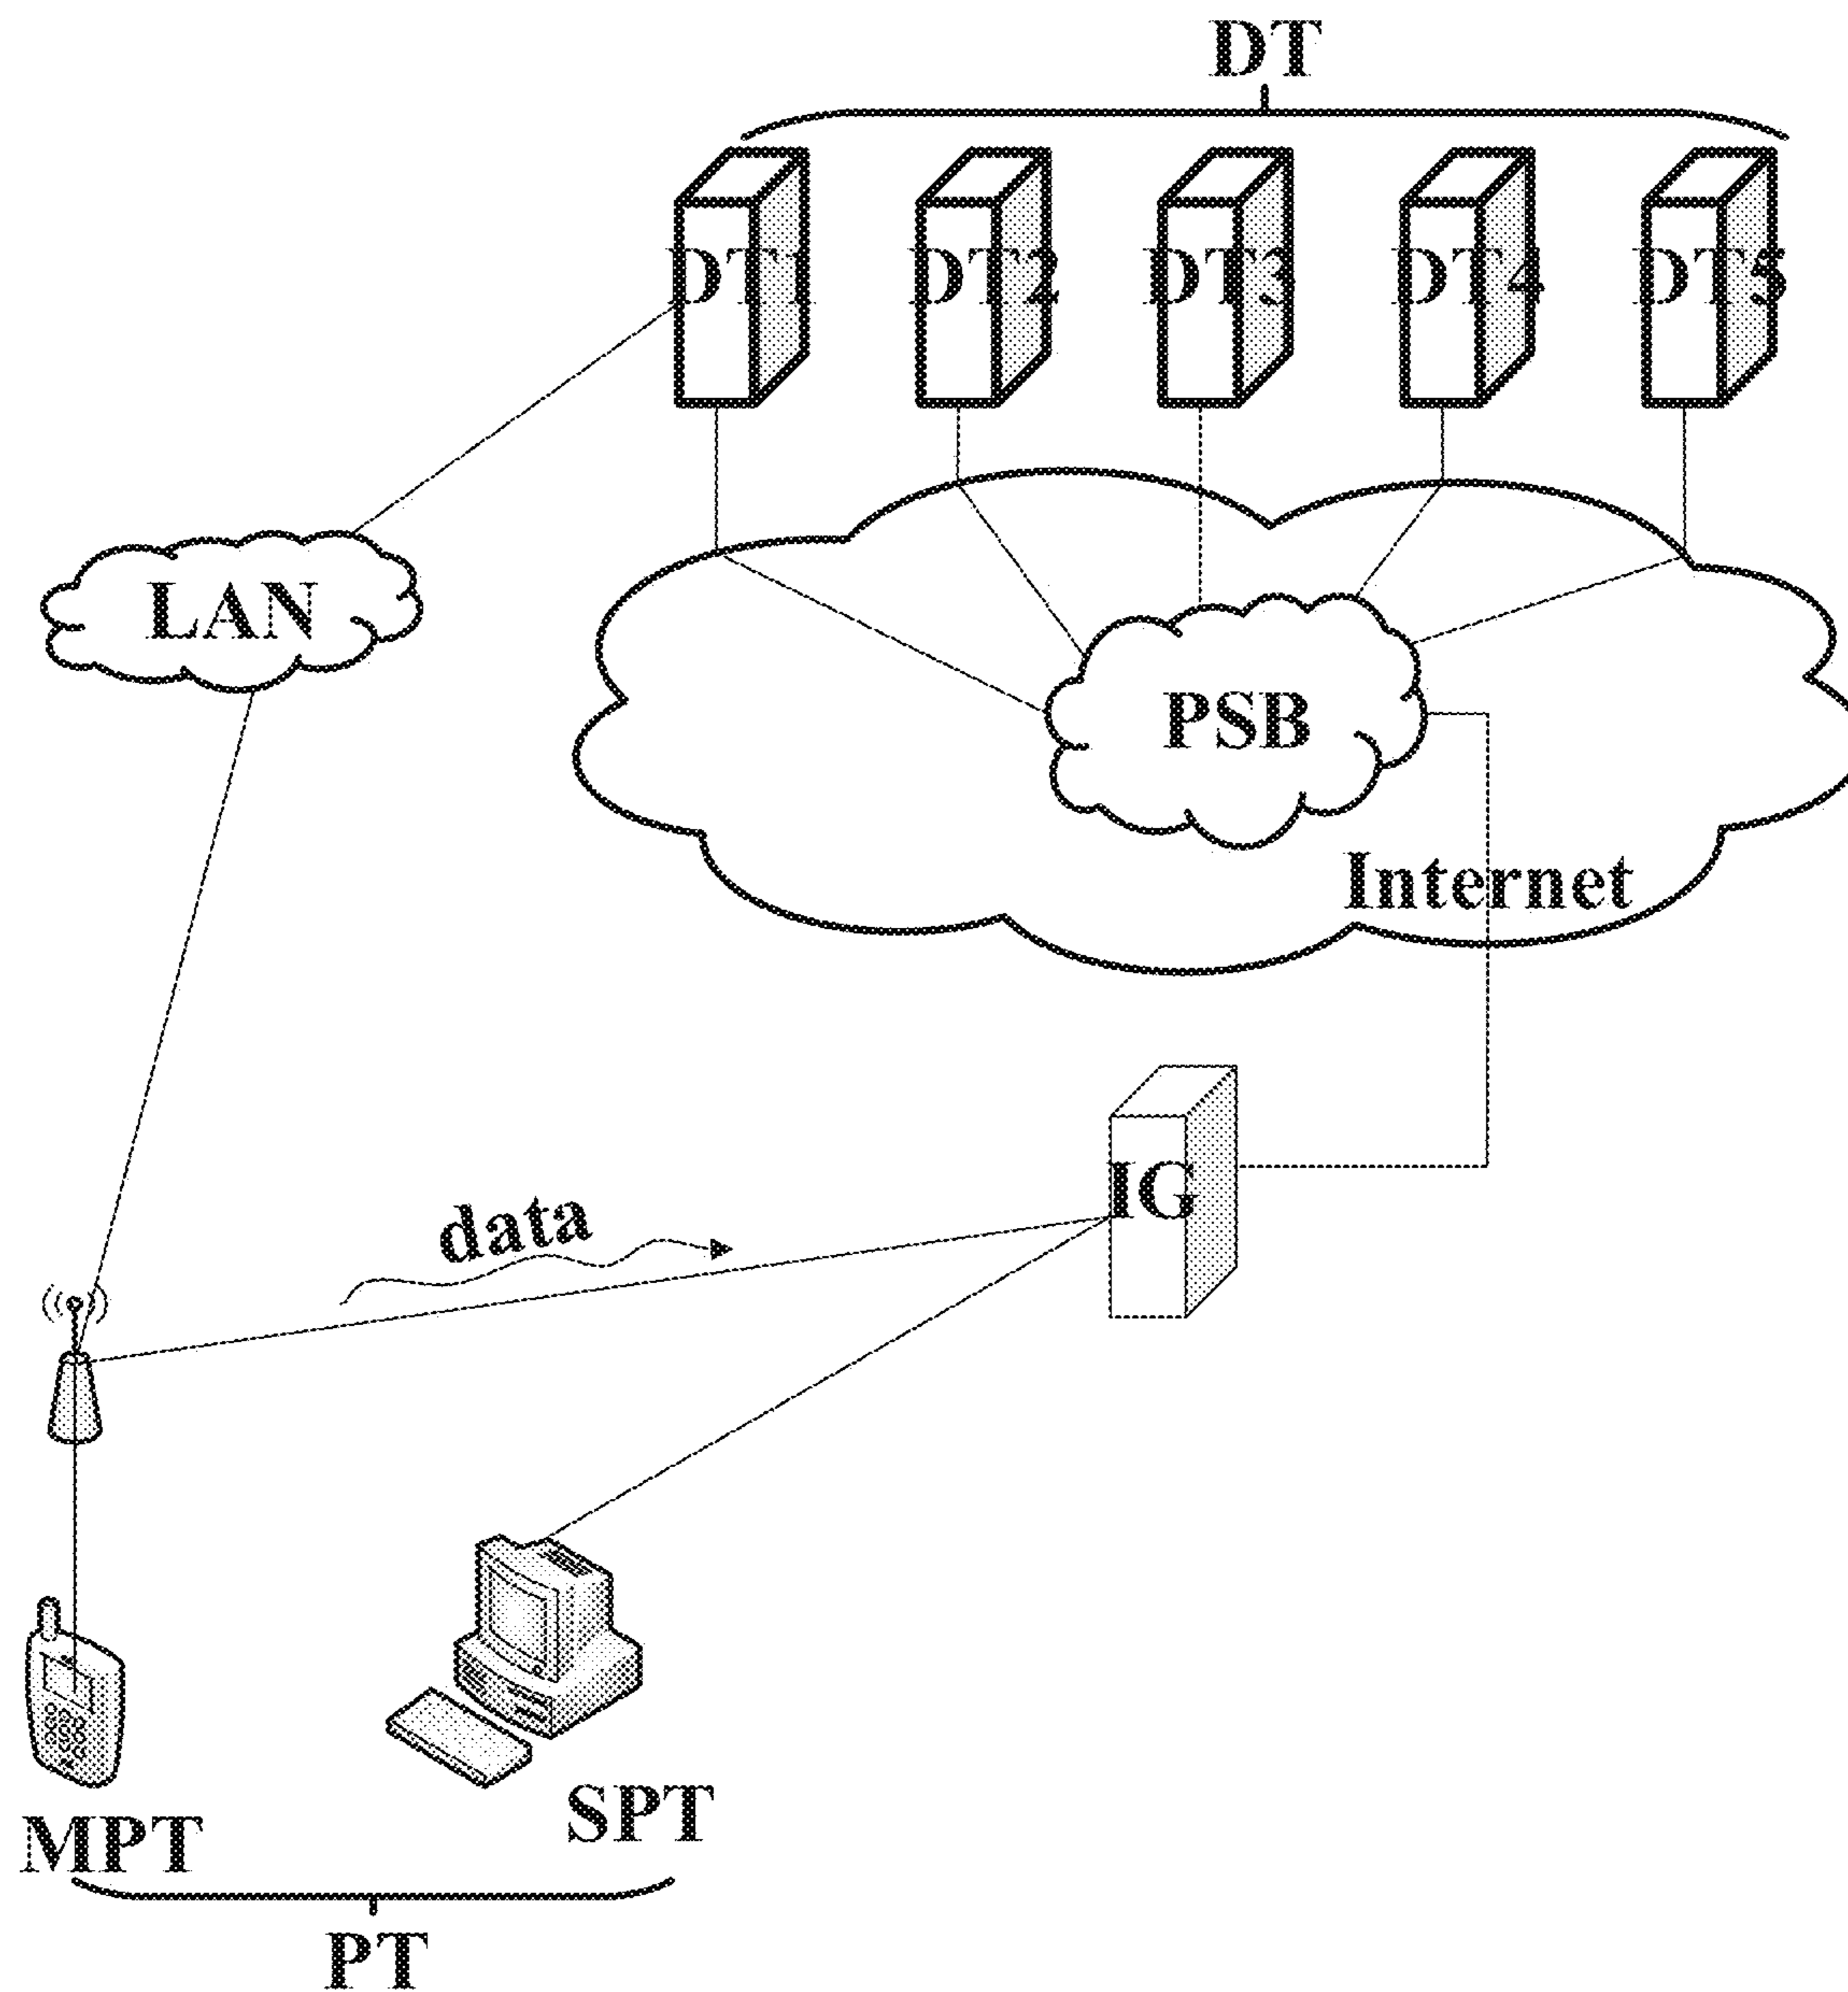 DT
DT1 DT2 DT3 DT4 DT5
LAN
PSB
Internet
IG
data
SPT
MPT
PT